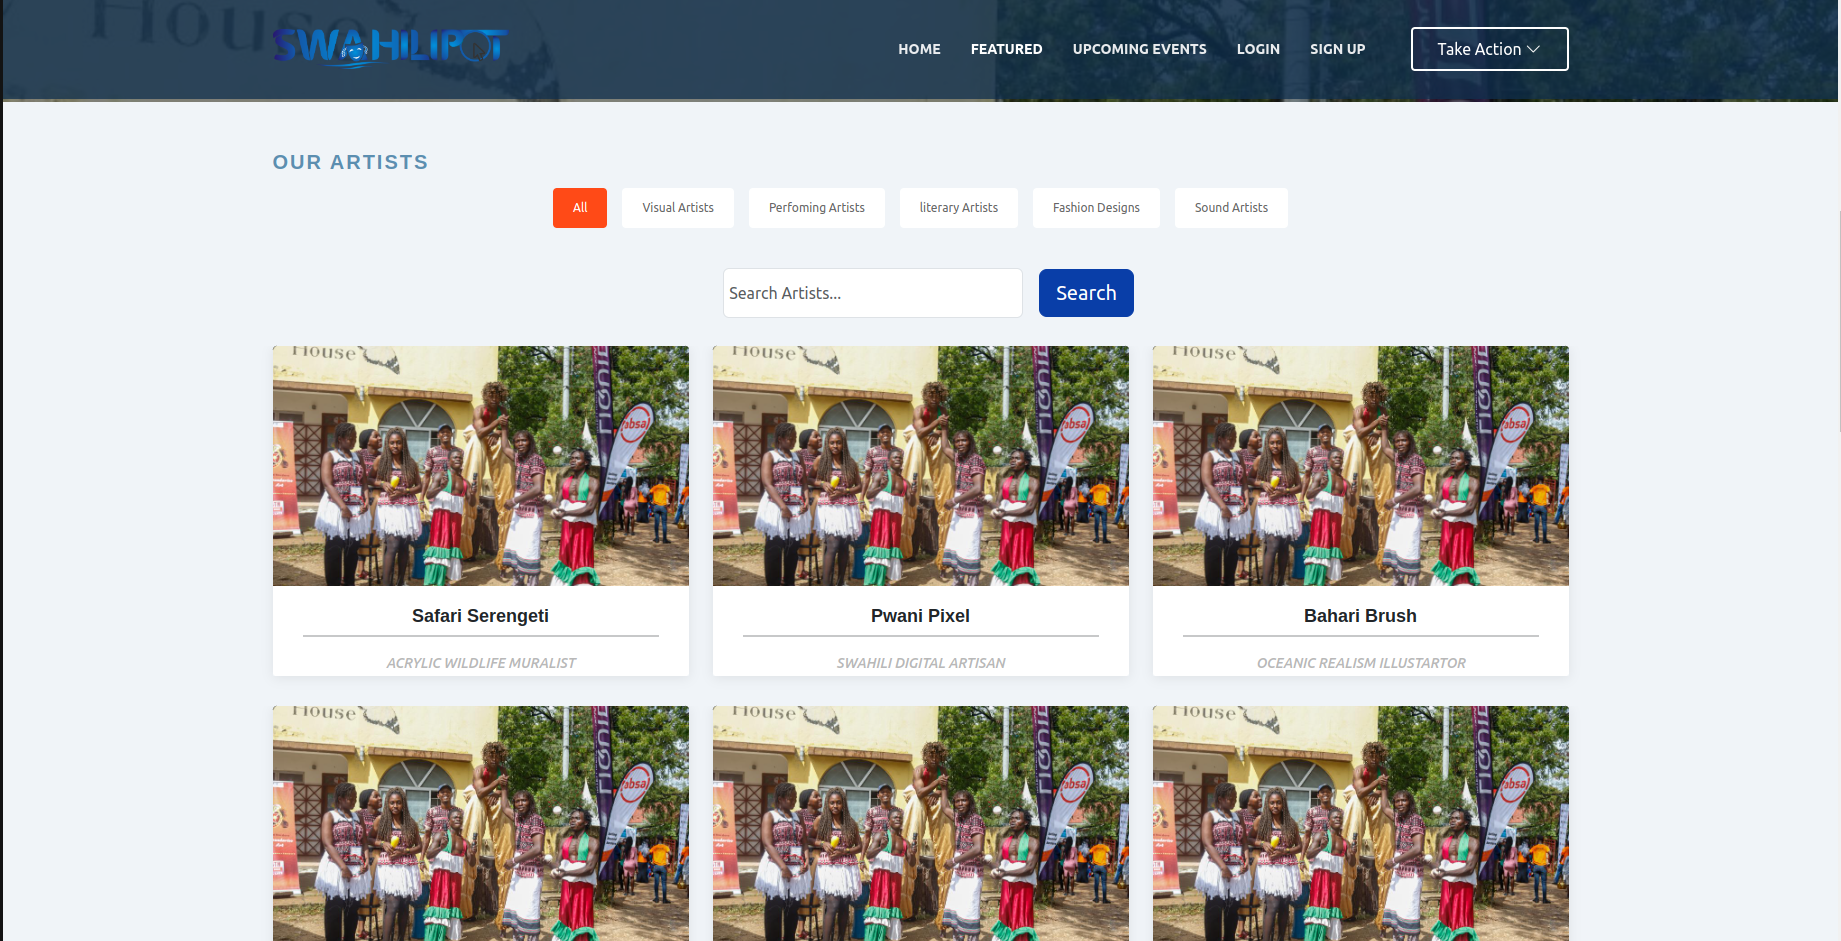 House
SWAHILIPOT
HOME
FEATURED
UPCOMING EVENTS
LOGIN
SIGN UP
Take Action
OUR ARTISTS
All
Visual Artists
Perfoming Artists
literary Artists
Fashion Designs
Sound Artists
Search Artists...
Search
House
absa
House
absa
House
absa
Safari Serengeti
Pwani Pixel
Bahari Brush
ACRYLIC WILDLIFE MURALIST
SWAHILI DIGITAL ARTISAN
OCEANIC REALISM ILLUSTARTOR
House
absa
House
absa
House
absa